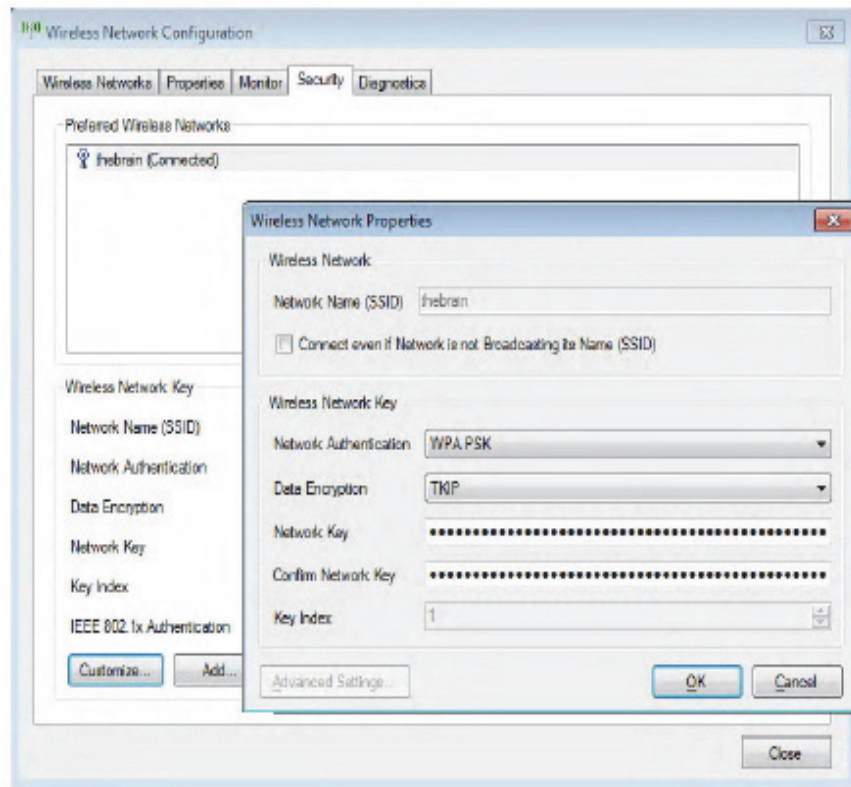 Wireless Network Configuration
Wireless Networks Properties Monitor Security Diagnostics
Preferred Wireless Networks
thebrain (Connected)
Wireless Network Key
Network Name (SSID)
Network Authentication
Data Encryption
Network Key
Key Index
IEEE 802.1x Authentication
Customize... Add...
Wireless Network Properties
Wireless Network
Network Name (SSID) thebrain
Connect even if Network is not Broadcasting its Name (SSID)
Wireless Network Key
Network Authentication WPA PSK
Data Encryption TKIP
Network Key
Confirm Network Key
Key Index 1
Advanced Settings... OK Cancel
Close